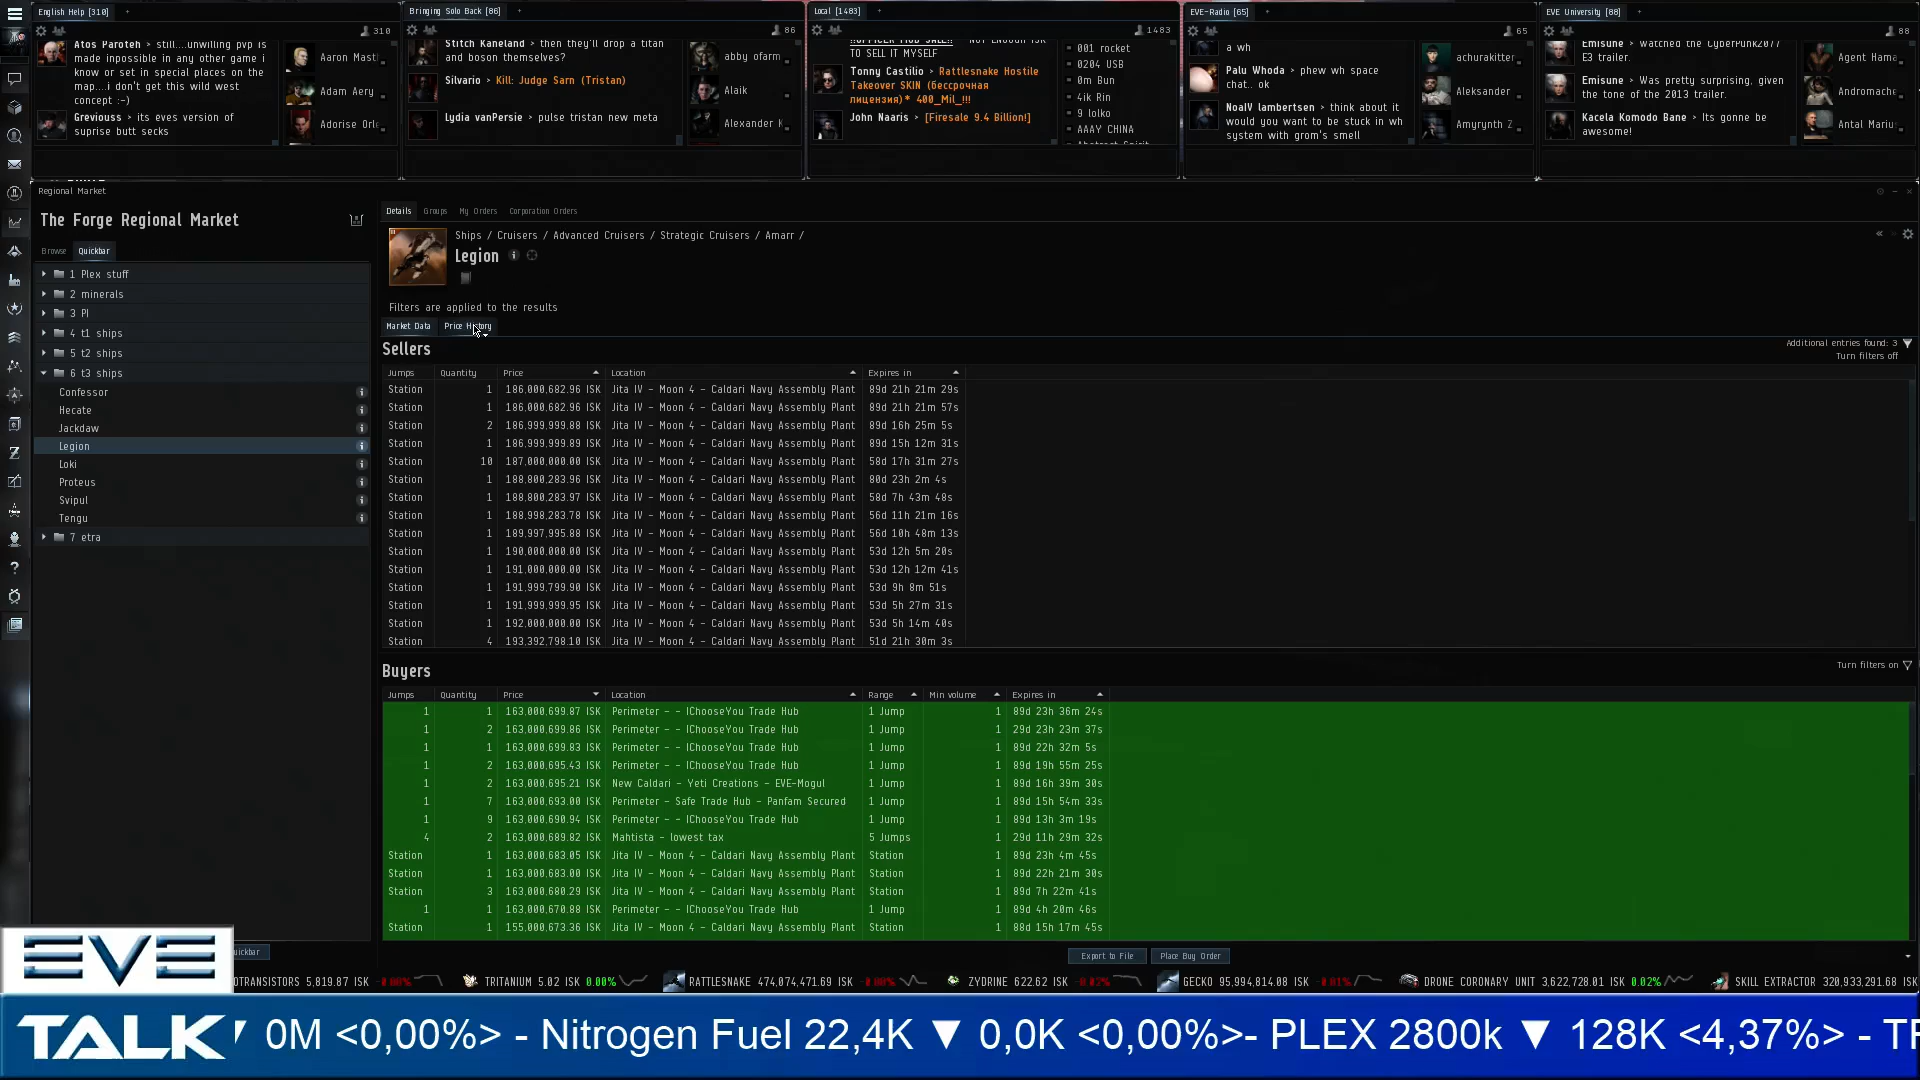 English Help [310]
310
Atos Paroteh > still....unwilling pvp is
made inpossible in any other game i
know or set in special places on the
map....i don't get this wild west
concept :-)
Greviouss > its eves version of
suprise butt secks
Aaron Mast
Adam Aery
Adorise Orl
Bringing Solo Back [86]
86
Stitch Kaneland > then they'll drop a titan
and boson themselves?
Silvario > Kill: Judge Sarn (Tristan)
Lydia vanPersie > pulse tristan new meta
abby ofarm
Alaik
Alexander K
Local [1483]
1483
TO SELL IT MYSELF
Tonny Castilio > Rattlesnake Hostile
Takeover SKIN (бессрочная
лицензия)* 400_Mil_!!!
John Naaris > [Firesale 9.4 Billion!]
001 rocket
0204 USB
0m Bun
4ik Rin
9 lolko
AAAY CHINA
EVE-Radio [65]
65
a wh
Palu Whoda > phew wh space
chat.. ok
NoalV lambertsen > think about it
would you want to be stuck in wh
system with grom's smell
achurakitter
Aleksander
Amyrynth Z
EVE University [88]
88
Emisune > watched the CyberPunk2077
E3 trailer.
Emisune > Was pretty surprising, given
the tone of the 2013 trailer.
Kacela Komodo Bane > Its gonne be
awesome!
Agent Hama
Andromache
Antal Mariu
Regional Market
The Forge Regional Market
Browse Quickbar
1 Plex stuff
2 minerals
3 PI
4 t1 ships
5 t2 ships
6 t3 ships
Confessor
Hecate
Jackdaw
Legion
Loki
Proteus
Svipul
Tengu
7 etra
Details Groups My Orders Corporation Orders
Ships / Cruisers / Advanced Cruisers / Strategic Cruisers / Amarr /
Legion
Filters are applied to the results
Market Data Price History
Sellers
Additional entries found: 3
Turn filters off
Jumps Quantity Price Location Expires in
Station 1 186,000,682.96 ISK Jita IV - Moon 4 - Caldari Navy Assembly Plant 89d 21h 21m 29s
Station 1 186,000,682.96 ISK Jita IV - Moon 4 - Caldari Navy Assembly Plant 89d 21h 21m 57s
Station 2 186,999,999.88 ISK Jita IV - Moon 4 - Caldari Navy Assembly Plant 89d 16h 25m 5s
Station 1 186,999,999.89 ISK Jita IV - Moon 4 - Caldari Navy Assembly Plant 89d 15h 12m 31s
Station 10 187,000,000.00 ISK Jita IV - Moon 4 - Caldari Navy Assembly Plant 58d 17h 31m 27s
Station 1 188,800,283.96 ISK Jita IV - Moon 4 - Caldari Navy Assembly Plant 80d 23h 2m 4s
Station 1 188,800,283.97 ISK Jita IV - Moon 4 - Caldari Navy Assembly Plant 58d 7h 43m 48s
Station 1 188,998,283.78 ISK Jita IV - Moon 4 - Caldari Navy Assembly Plant 56d 11h 21m 16s
Station 1 189,997,995.88 ISK Jita IV - Moon 4 - Caldari Navy Assembly Plant 56d 10h 48m 13s
Station 1 190,000,000.00 ISK Jita IV - Moon 4 - Caldari Navy Assembly Plant 53d 12h 5m 20s
Station 1 191,000,000.00 ISK Jita IV - Moon 4 - Caldari Navy Assembly Plant 53d 12h 12m 41s
Station 1 191,999,799.90 ISK Jita IV - Moon 4 - Caldari Navy Assembly Plant 53d 9h 8m 51s
Station 1 191,999,999.95 ISK Jita IV - Moon 4 - Caldari Navy Assembly Plant 53d 5h 27m 31s
Station 1 192,000,000.00 ISK Jita IV - Moon 4 - Caldari Navy Assembly Plant 53d 5h 14m 40s
Station 4 193,392,798.10 ISK Jita IV - Moon 4 - Caldari Navy Assembly Plant 51d 21h 30m 3s
Buyers
Turn filters on
Jumps Quantity Price Location Range Min volume Expires in
1 1 163,000,699.87 ISK Perimeter - - IChooseYou Trade Hub 1 Jump 1 89d 23h 36m 24s
1 2 163,000,699.86 ISK Perimeter - - IChooseYou Trade Hub 1 Jump 1 29d 23h 23m 37s
1 1 163,000,699.83 ISK Perimeter - - IChooseYou Trade Hub 1 Jump 1 89d 22h 32m 5s
1 2 163,000,695.43 ISK Perimeter - - IChooseYou Trade Hub 1 Jump 1 89d 19h 55m 25s
1 2 163,000,695.21 ISK New Caldari - Yeti Creations - EVE-Mogul 1 Jump 1 89d 16h 39m 30s
1 7 163,000,693.00 ISK Perimeter - Safe Trade Hub - Panfam Secured 1 Jump 1 89d 15h 54m 33s
1 9 163,000,690.94 ISK Perimeter - - IChooseYou Trade Hub 1 Jump 1 89d 13h 3m 19s
4 2 163,000,689.82 ISK Mahtista - lowest tax 5 Jumps 1 29d 11h 29m 32s
Station 1 163,000,683.05 ISK Jita IV - Moon 4 - Caldari Navy Assembly Plant Station 1 89d 23h 4m 45s
Station 1 163,000,683.00 ISK Jita IV - Moon 4 - Caldari Navy Assembly Plant Station 1 89d 22h 21m 30s
Station 3 163,000,680.29 ISK Jita IV - Moon 4 - Caldari Navy Assembly Plant Station 1 89d 7h 22m 41s
1 1 163,000,670.88 ISK Perimeter - - IChooseYou Trade Hub 1 Jump 1 89d 4h 20m 46s
Station 1 155,000,673.36 ISK Jita IV - Moon 4 - Caldari Navy Assembly Plant Station 1 88d 15h 17m 45s
uickbar
Export to File Place Buy Order
EVE
OTRANSISTORS 5,819.87 ISK -0.00% TRITANIUM 5.02 ISK 0.00% RATTLESNAKE 474,074,471.69 ISK -0.00% ZYDRINE 622.62 ISK -0.02% GECKO 95,994,814.08 ISK -0.01% DRONE CORONARY UNIT 3,622,728.01 ISK 0.02% SKILL EXTRACTOR 320,933,291.68 ISK
TALK
▼ 0M <0,00%> - Nitrogen Fuel 22,4K ▼ 0,0K <0,00%>- PLEX 2800k ▼ 128K <4,37%> -